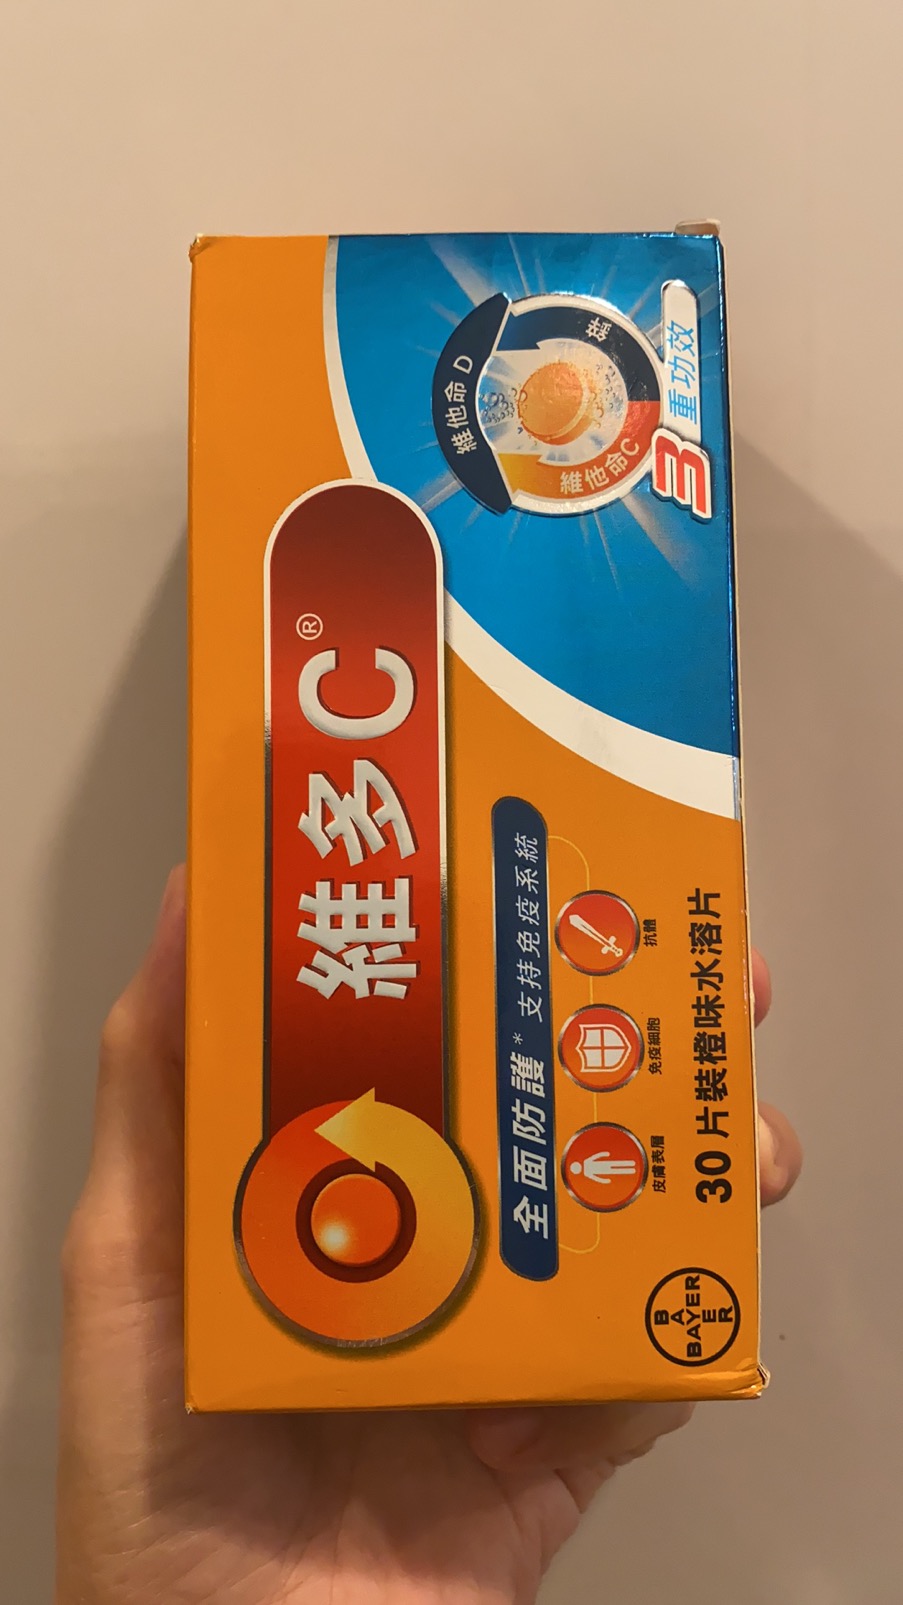 維多C®
維他命 D
鋅
維他命C
3重功效
全面防護* 支持免疫系統
皮膚表層
免疫細胞
抗體
30 片裝橙味水溶片
BAYER
BAYER